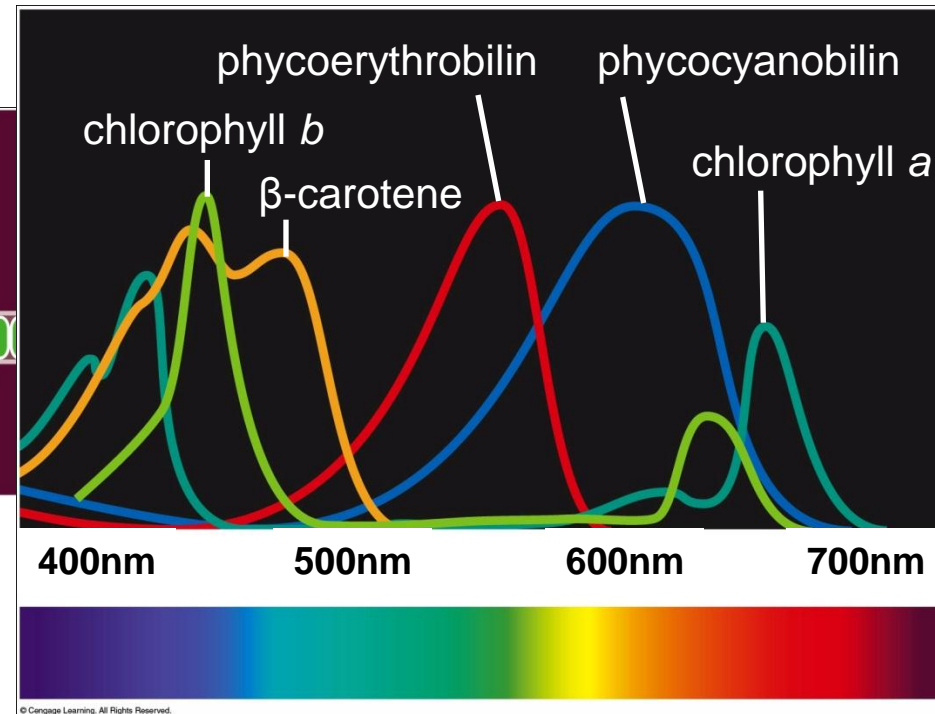 phycoerythrobilin phycocyanobilin
chlorophyll b
β-carotene
chlorophyll a
400nm 500nm 600nm 700nm
© Cengage Learning. All Rights Reserved.